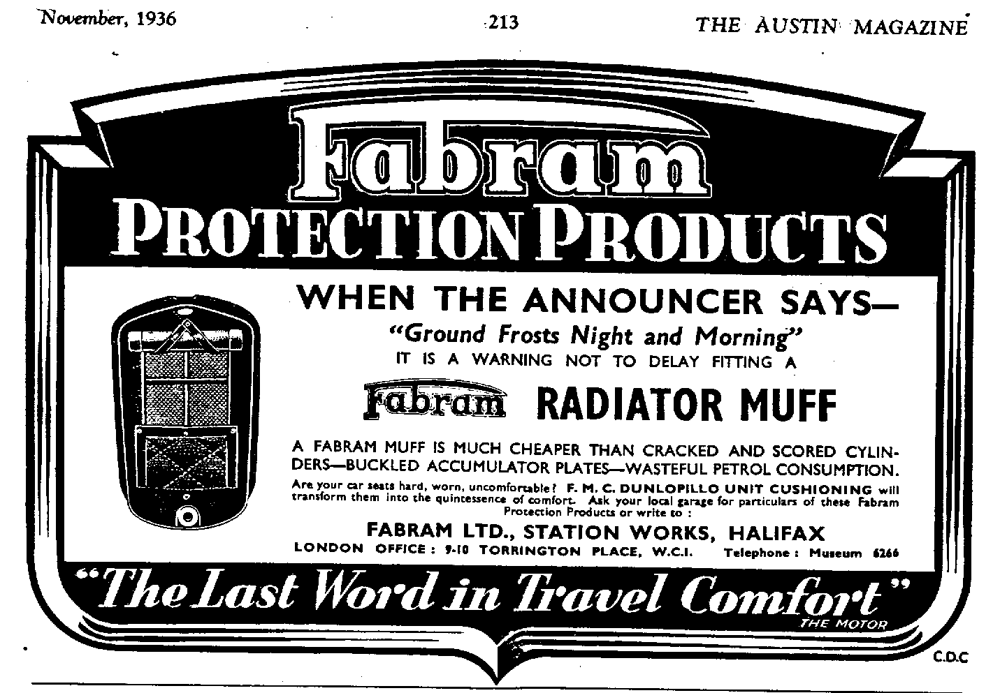 November, 1936
213
THE AUSTIN MAGAZINE
Fabram
PROTECTION PRODUCTS
WHEN THE ANNOUNCER SAYS—
"Ground Frosts Night and Morning"
IT IS A WARNING NOT TO DELAY FITTING A
Fabram RADIATOR MUFF
A FABRAM MUFF IS MUCH CHEAPER THAN CRACKED AND SCORED CYLIN-
DERS—BUCKLED ACCUMULATOR PLATES—WASTEFUL PETROL CONSUMPTION.
Are your car seats hard, worn, uncomfortable? F. M. C. DUNLOPILLO UNIT CUSHIONING will
transform them into the quintessence of comfort. Ask your local garage for particulars of these Fabram
Protection Products or write to :
FABRAM LTD., STATION WORKS, HALIFAX
LONDON OFFICE : 9-10 TORRINGTON PLACE, W.C.1. Telephone : Museum 6266
"The Last Word in Travel Comfort"
THE MOTOR
C.D.C